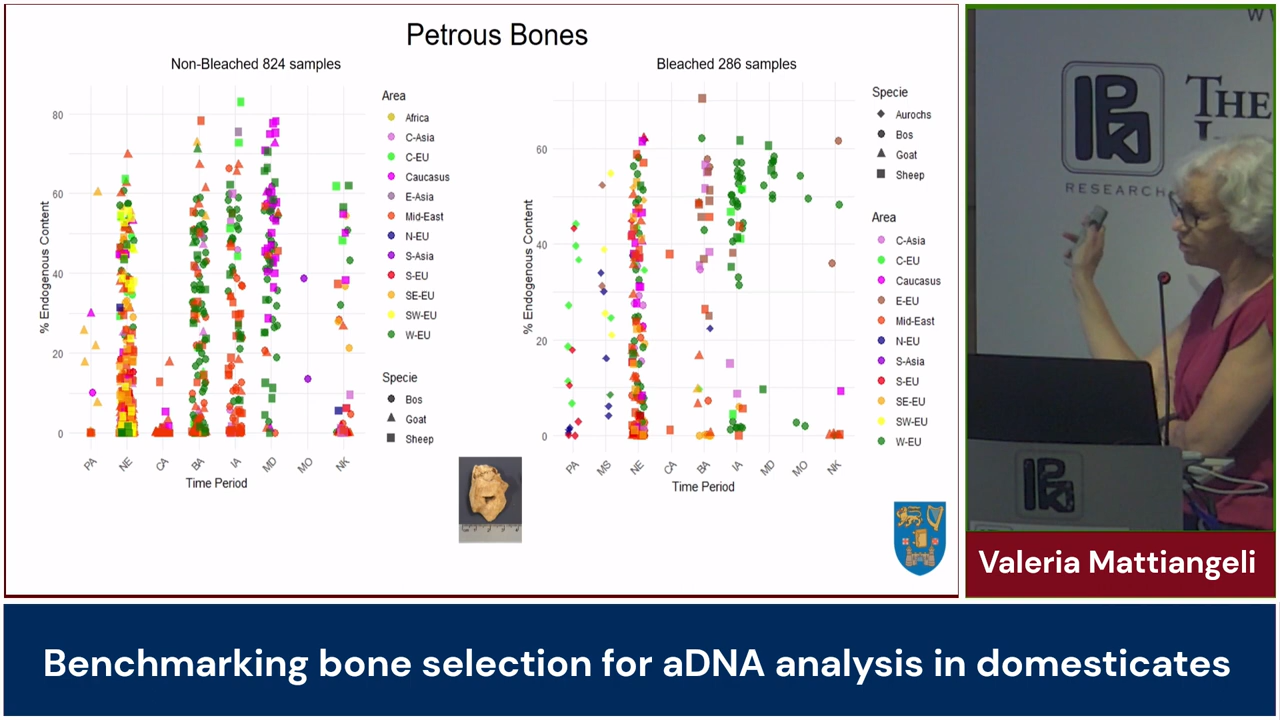 Petrous Bones
Non-Bleached 824 samples
% Endogenous Content
80
60
40
20
0
PA
NE
CA
BA
IA
MD
MO
NK
Time Period
Area
Africa
C-Asia
C-EU
Caucasus
E-Asia
Mid-East
N-EU
S-Asia
S-EU
SE-EU
SW-EU
W-EU
Specie
Bos
Goat
Sheep
Bleached 286 samples
% Endogenous Content
60
40
20
0
PA
MS
NE
CA
BA
IA
MD
MO
NK
Time Period
Specie
Aurochs
Bos
Goat
Sheep
Area
C-Asia
C-EU
Caucasus
E-EU
Mid-East
N-EU
S-Asia
S-EU
SE-EU
SW-EU
W-EU
THE
RESEARCH
Valeria Mattiangeli
Benchmarking bone selection for aDNA analysis in domesticates